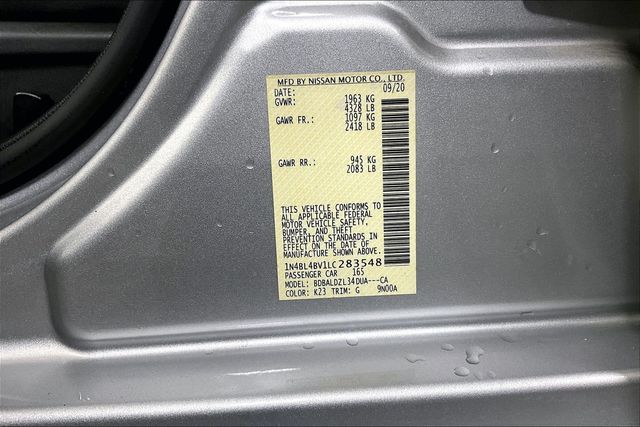 MFD BY NISSAN MOTOR CO., LTD.
DATE: 09/20
GVWR: 1963 KG
4328 LB
GAWR FR.: 1097 KG
2418 LB
GAWR RR.: 945 KG
2083 LB
THIS VEHICLE CONFORMS TO
ALL APPLICABLE FEDERAL
MOTOR VEHICLE SAFETY,
BUMPER, AND THEFT
PREVENTION STANDARDS IN
EFFECT ON THE DATE OF
MANUFACTURE SHOWN ABOVE.
1N4BL4BV1LC283548
PASSENGER CAR 165
MODEL: BDBALDZL34DUA---CA
COLOR: K23 TRIM: G 9N00A